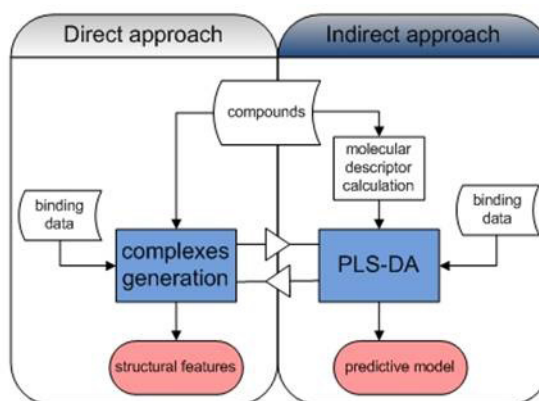 Direct approach
Indirect approach
compounds
molecular
descriptor
calculation
binding
data
binding
data
complexes
generation
PLS-DA
structural features
predictive model